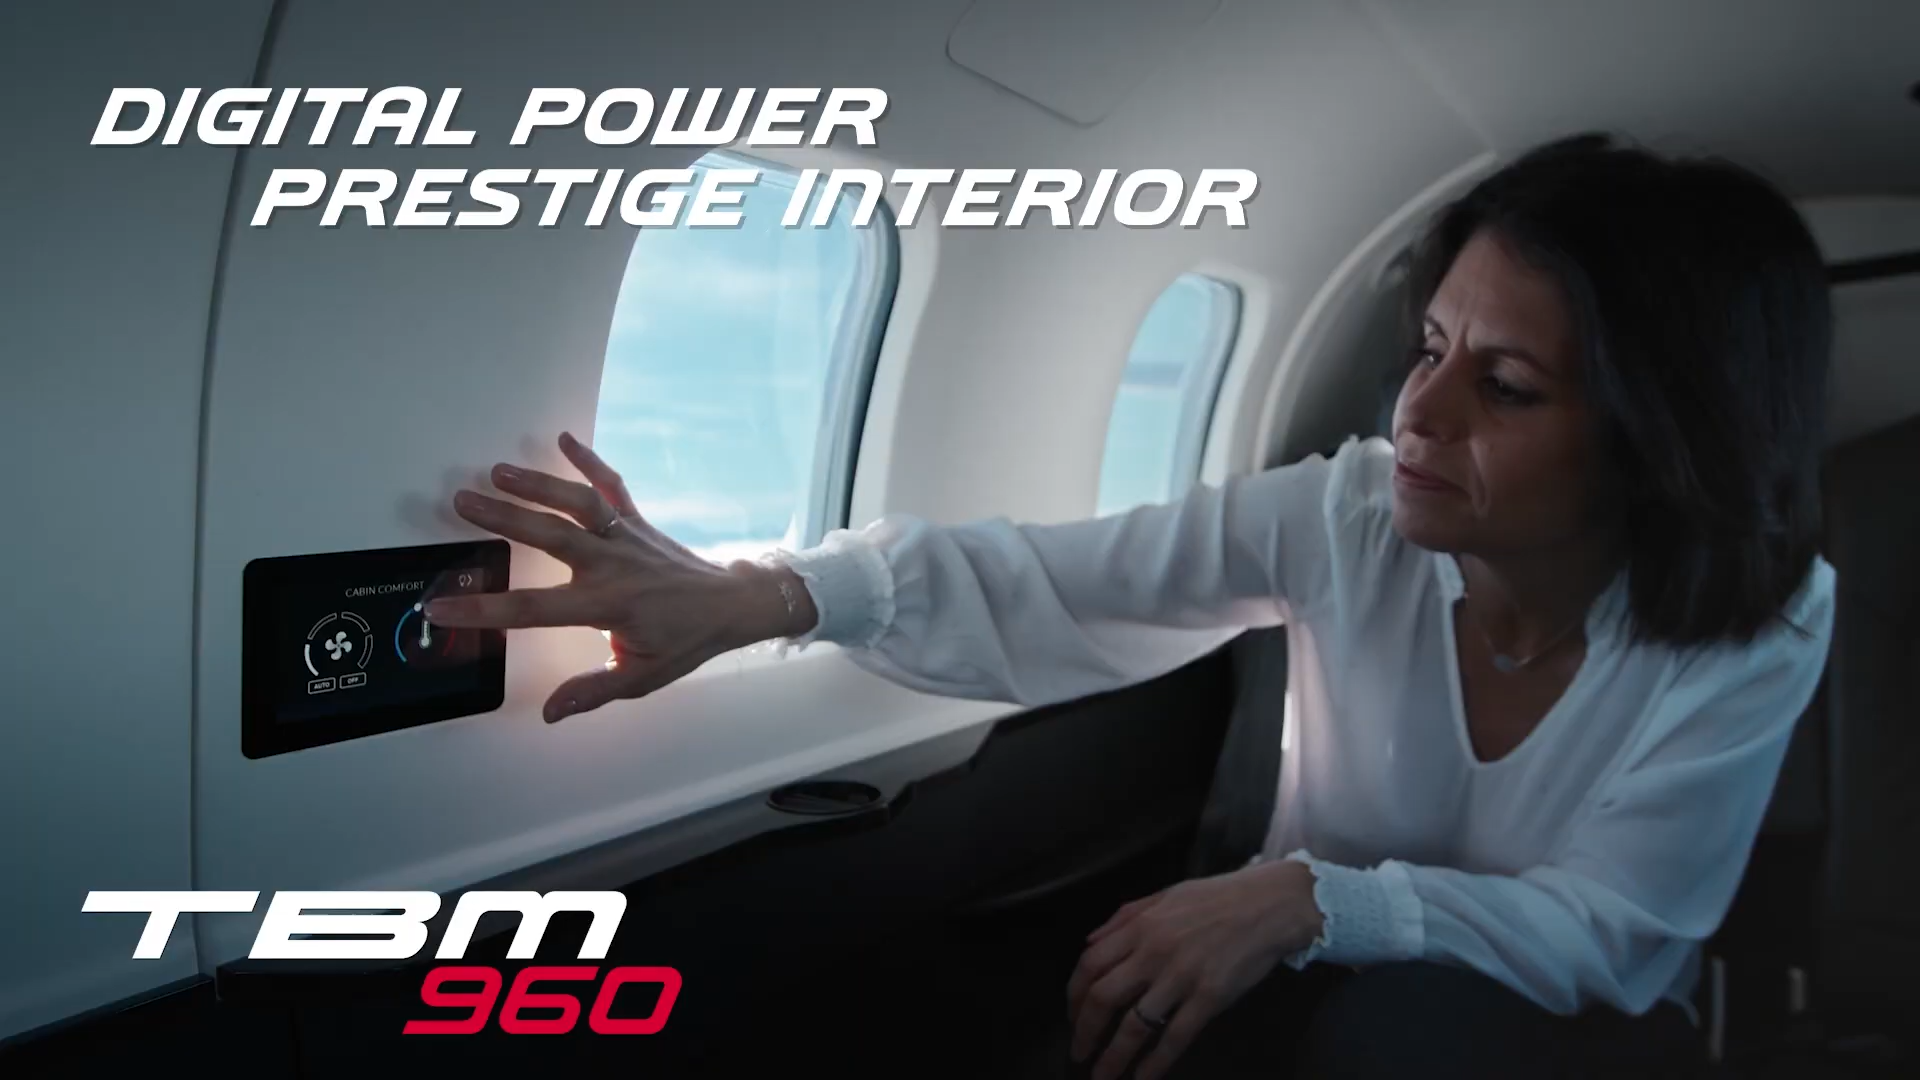 DIGITAL POWER
PRESTIGE INTERIOR
CABIN COMFORT
AUTO OFF
TBM
960